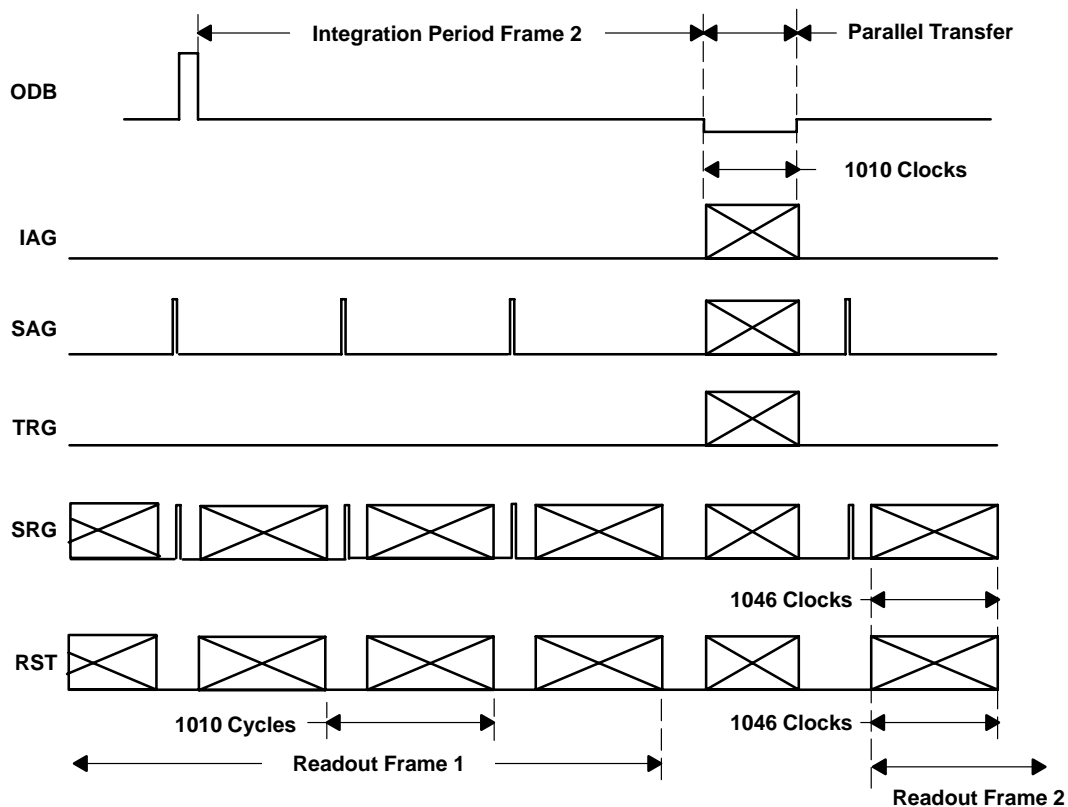 Integration Period Frame 2
Parallel Transfer
ODB
1010 Clocks
IAG
SAG
TRG
SRG
1046 Clocks
RST
1010 Cycles
1046 Clocks
Readout Frame 1
Readout Frame 2